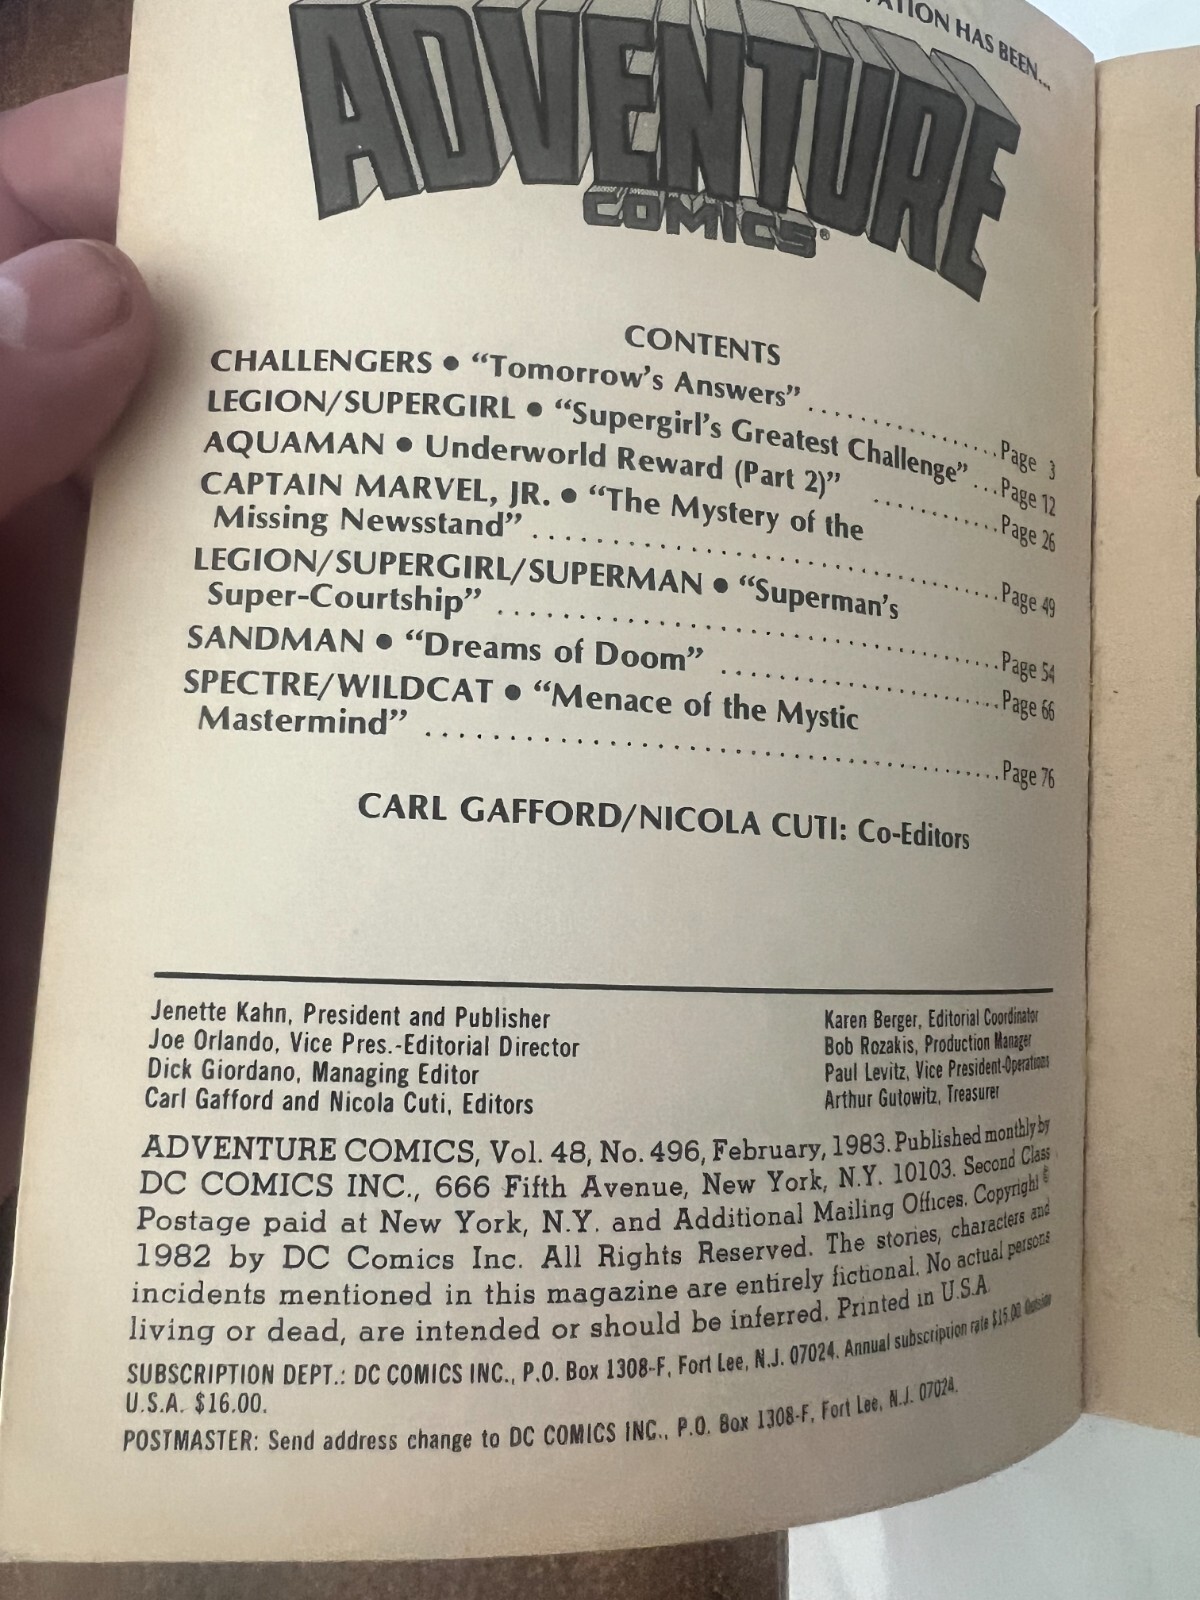 ATION HAS BEEN...
ADVENTURE
COMICS®
CONTENTS
CHALLENGERS • “Tomorrow's Answers” ..................Page 3
LEGION/SUPERGIRL • “Supergirl's Greatest Challenge” ...Page 12
AQUAMAN • Underworld Reward (Part 2)” ............Page 26
CAPTAIN MARVEL, JR. • “The Mystery of the
Missing Newsstand” ........................................Page 49
LEGION/SUPERGIRL/SUPERMAN • “Superman's
Super-Courtship” ...........................................Page 54
SANDMAN • “Dreams of Doom” .......................Page 66
SPECTRE/WILDCAT • “Menace of the Mystic
Mastermind” ................................................Page 76
CARL GAFFORD/NICOLA CUTI: Co-Editors
Jenette Kahn, President and Publisher
Joe Orlando, Vice Pres.-Editorial Director
Dick Giordano, Managing Editor
Carl Gafford and Nicola Cuti, Editors
Karen Berger, Editorial Coordinator
Bob Rozakis, Production Manager
Paul Levitz, Vice President-Operations
Arthur Gutowitz, Treasurer
ADVENTURE COMICS, Vol. 48, No. 496, February, 1983. Published monthly by
DC COMICS INC., 666 Fifth Avenue, New York, N.Y. 10103. Second Class
Postage paid at New York, N.Y. and Additional Mailing Offices. Copyright ©
1982 by DC Comics Inc. All Rights Reserved. The stories, characters and
incidents mentioned in this magazine are entirely fictional. No actual persons
living or dead, are intended or should be inferred. Printed in U.S.A.
SUBSCRIPTION DEPT.: DC COMICS INC., P.O. Box 1308-F, Fort Lee, N.J. 07024. Annual subscription rate $15.00. Outside
U.S.A. $16.00.
POSTMASTER: Send address change to DC COMICS INC., P.O. Box 1308-F, Fort Lee, N.J. 07024.